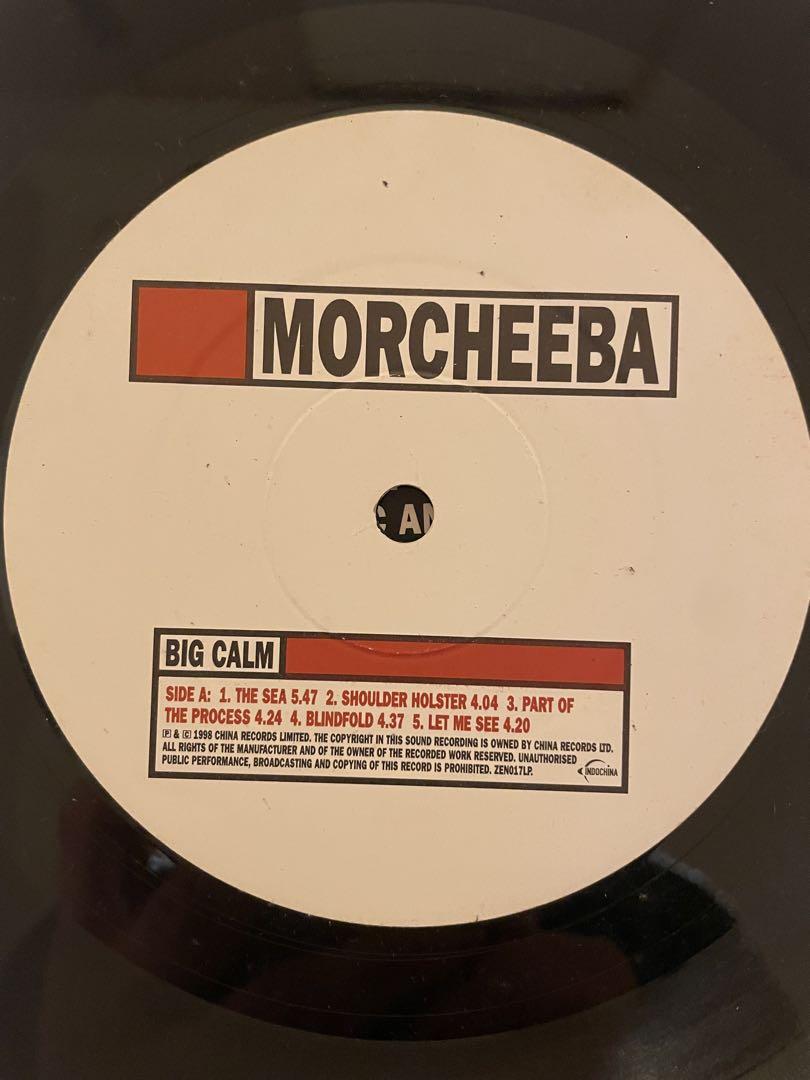 MORCHEEBA
C AN
BIG CALM
SIDE A: 1. THE SEA 5.47 2. SHOULDER HOLSTER 4.04 3. PART OF
THE PROCESS 4.24 4. BLINDFOLD 4.37 5. LET ME SEE 4.20
℗ & © 1998 CHINA RECORDS LIMITED. THE COPYRIGHT IN THIS SOUND RECORDING IS OWNED BY CHINA RECORDS LTD.
ALL RIGHTS OF THE MANUFACTURER AND OF THE OWNER OF THE RECORDED WORK RESERVED. UNAUTHORISED
PUBLIC PERFORMANCE, BROADCASTING AND COPYING OF THIS RECORD IS PROHIBITED. ZEN017LP.
INDOCHINA